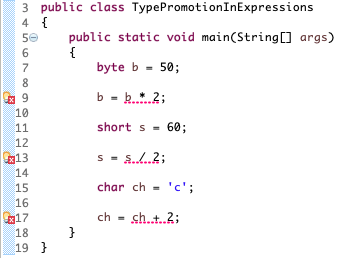 3 public class TypePromotionInExpressions
4 {
5 public static void main(String[] args)
6 {
7 byte b = 50;
8
9 b = b * 2;
10
11 short s = 60;
12
13 s = s / 2;
14
15 char ch = 'c';
16
17 ch = ch + 2;
18 }
19 }